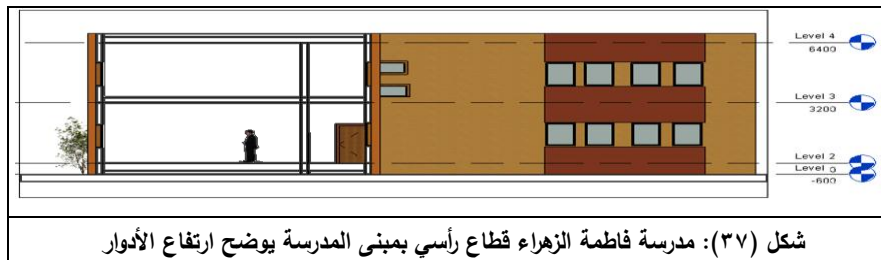 Level 4
6400
Level 3
3200
Level 2
Level 0
-600
شكل (٣٧): مدرسة فاطمة الزهراء قطاع رأسي بمبنى المدرسة يوضح ارتفاع الأدوار